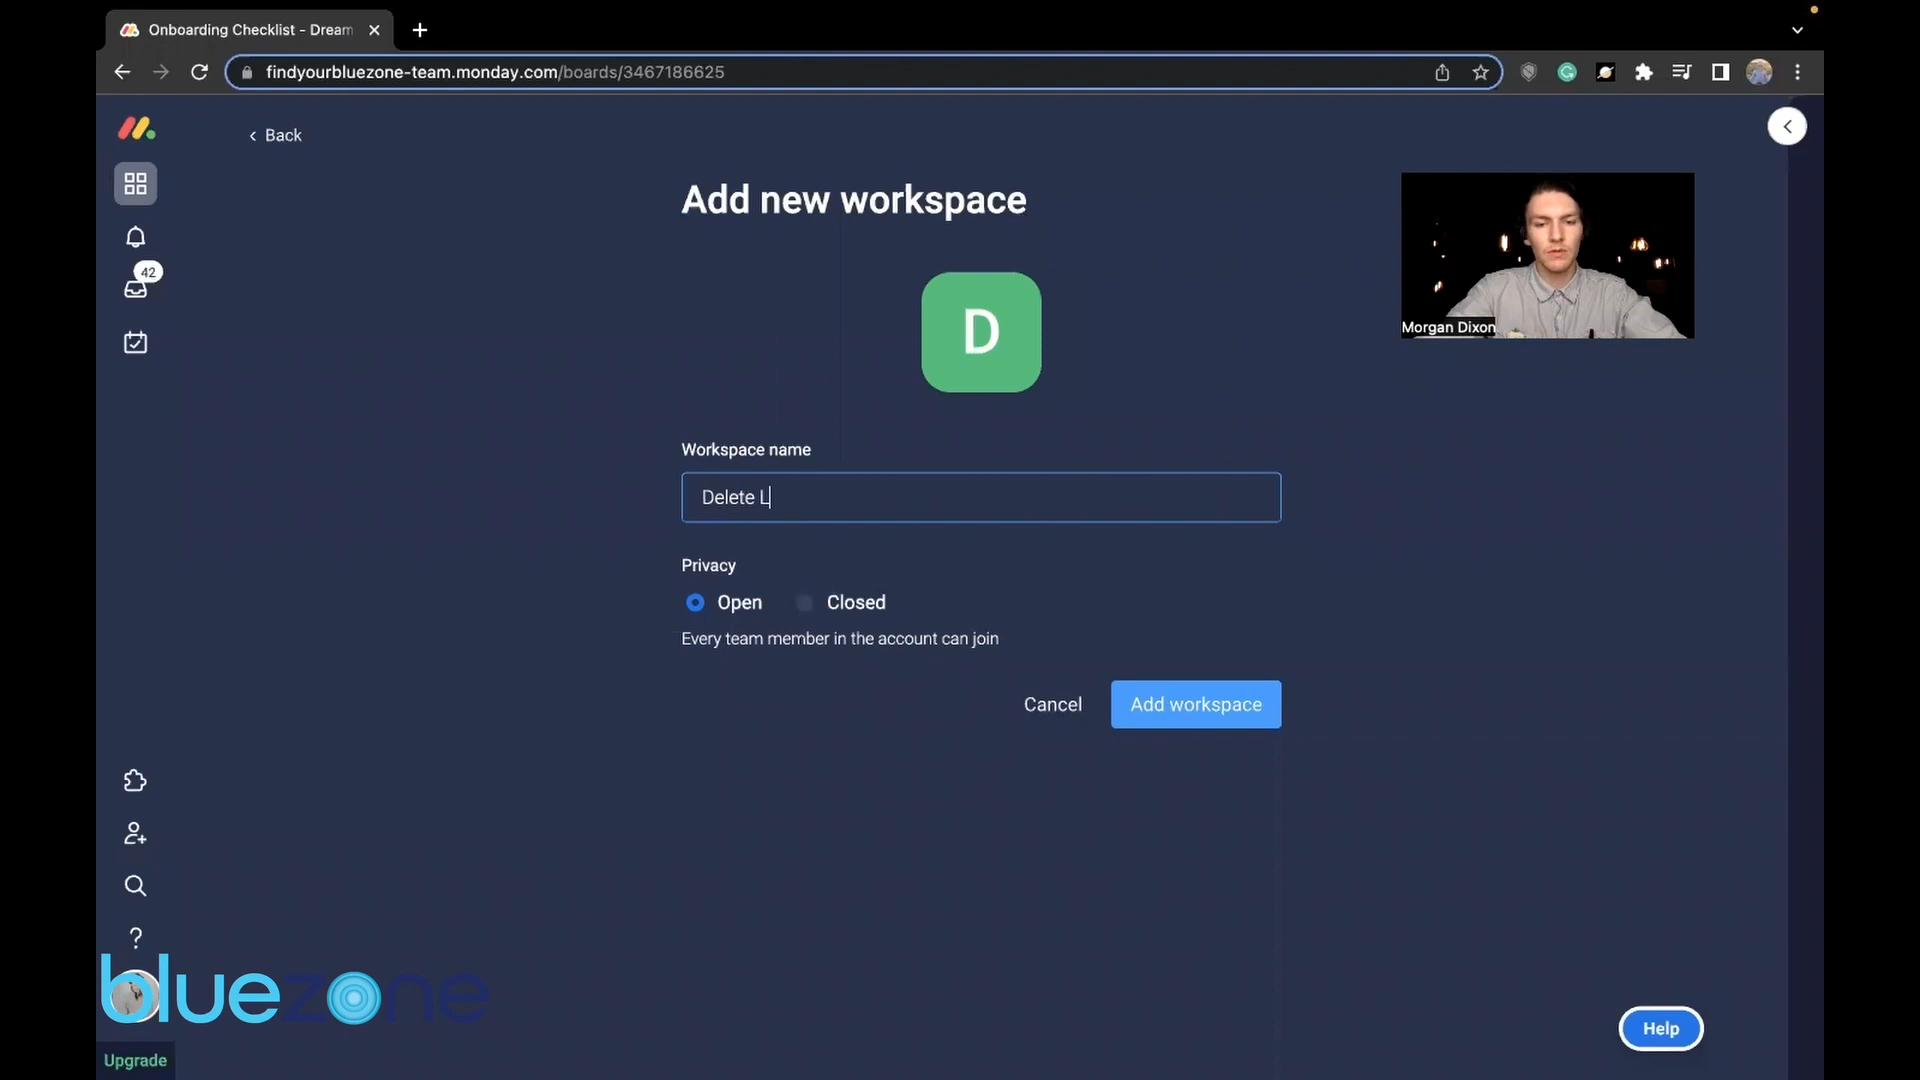 Onboarding Checklist - Dream
findyourbluezone-team.monday.com/boards/3467186625
Back
Add new workspace
D
Morgan Dixon
42
Workspace name
Delete L
Privacy
Open Closed
Every team member in the account can join
Cancel Add workspace
bluezone
Help
Upgrade